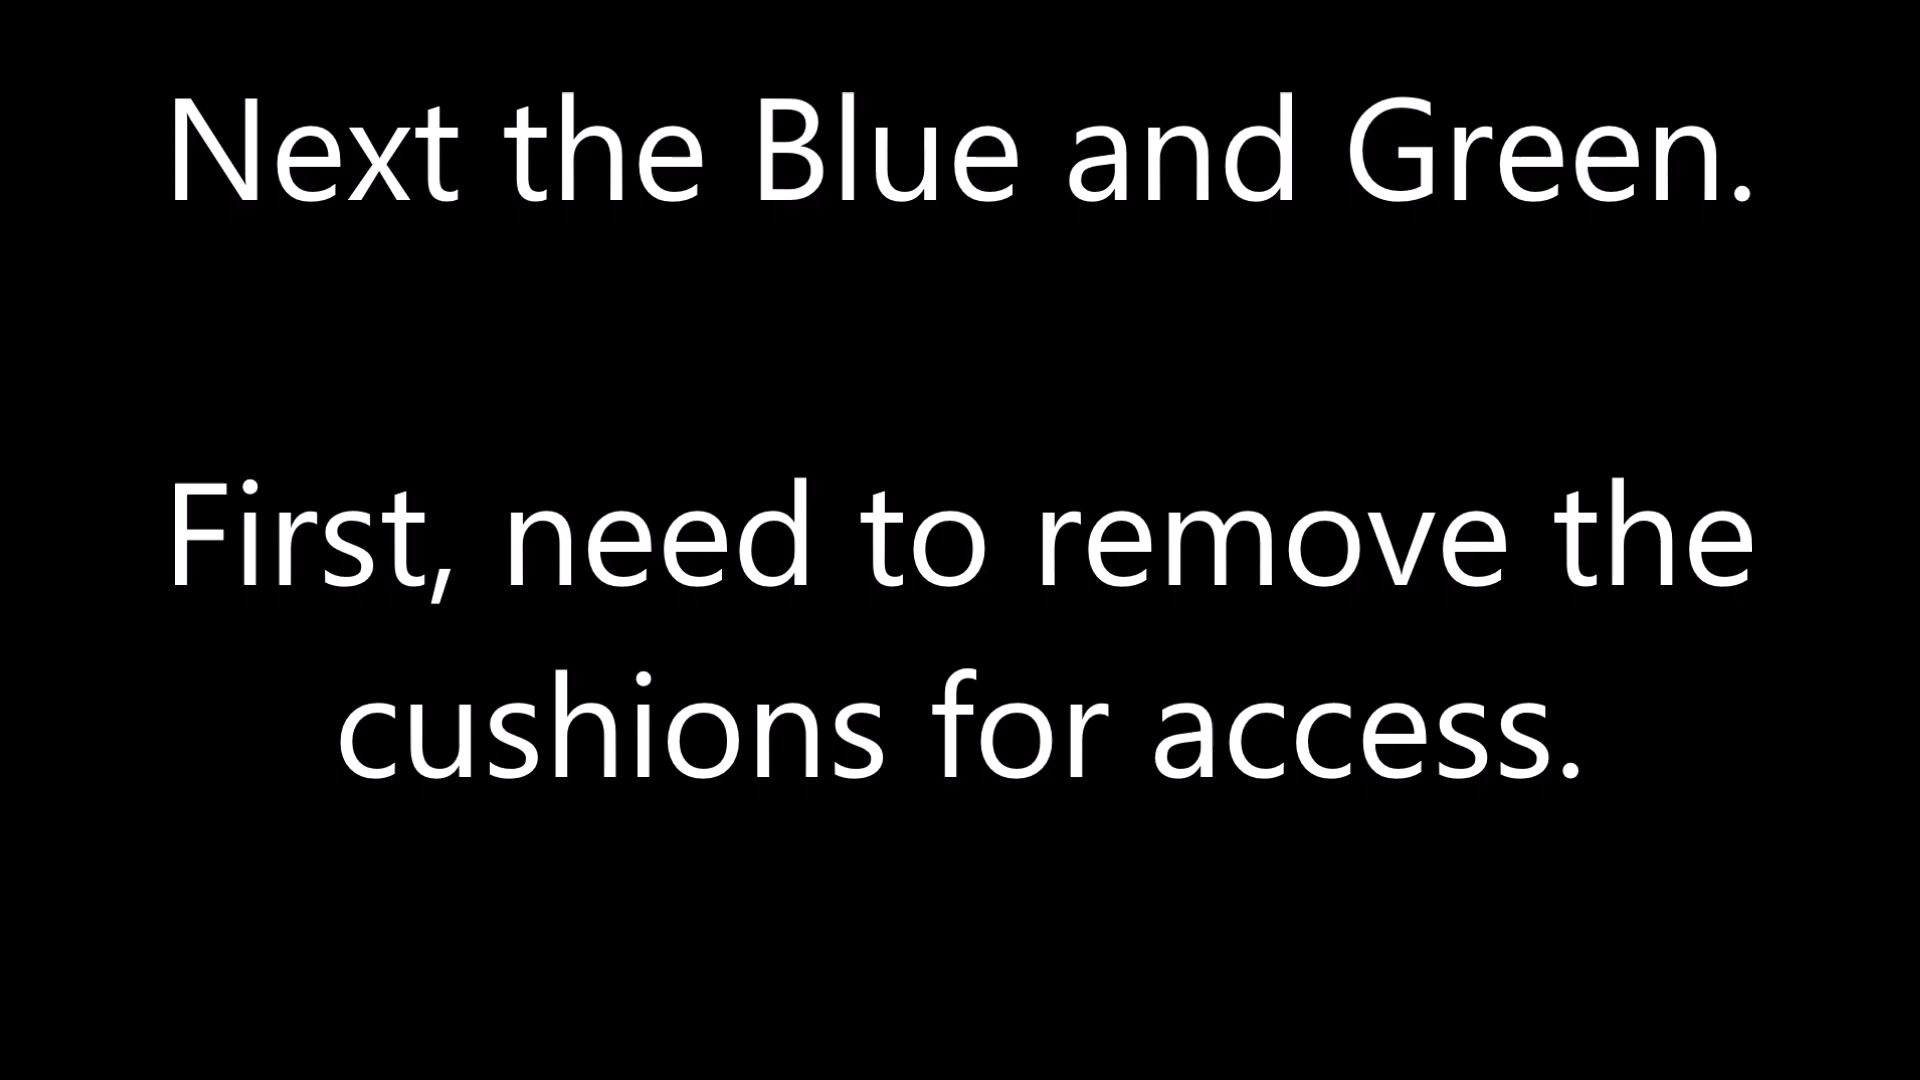 Next the Blue and Green.
First, need to remove the
cushions for access.